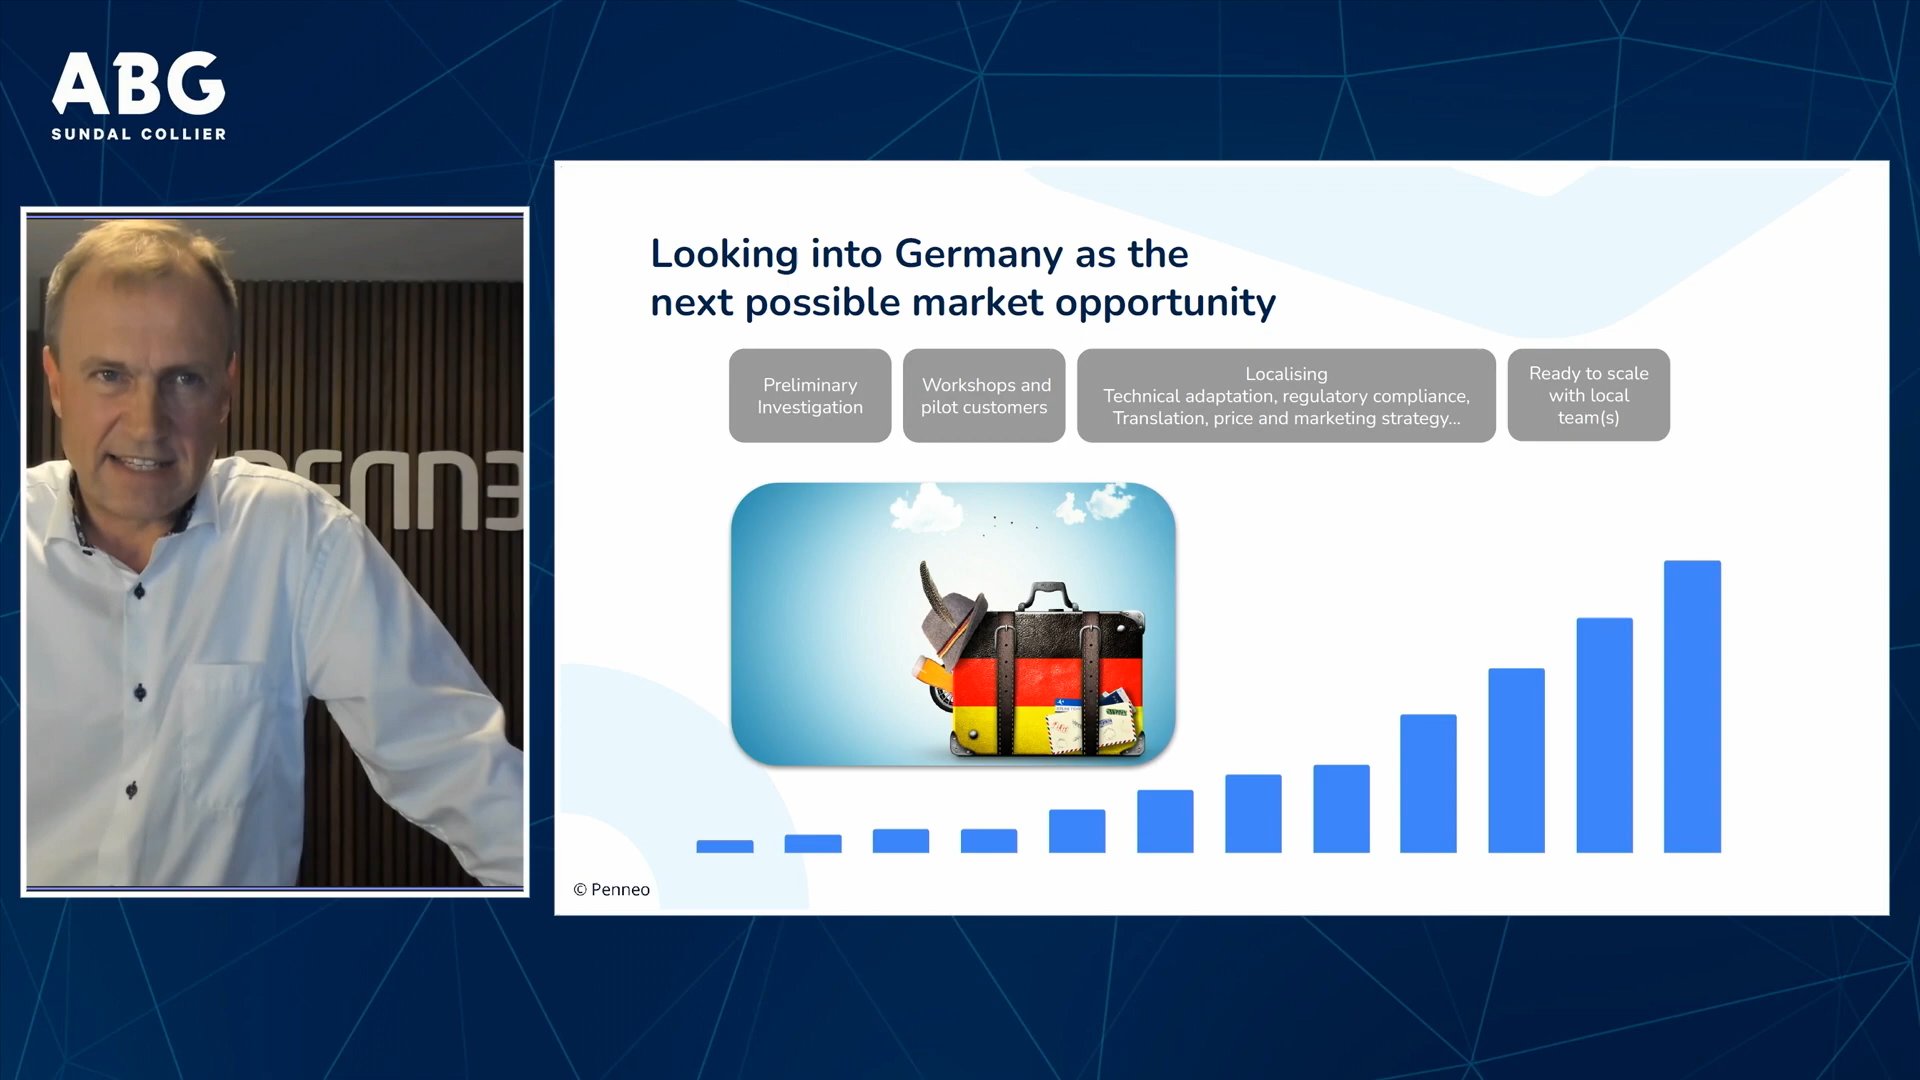 ABG
SUNDAL COLLIER
PENNE
Looking into Germany as the
next possible market opportunity
Preliminary
Investigation
Workshops and
pilot customers
Localising
Technical adaptation, regulatory compliance,
Translation, price and marketing strategy...
Ready to scale
with local
team(s)
© Penneo